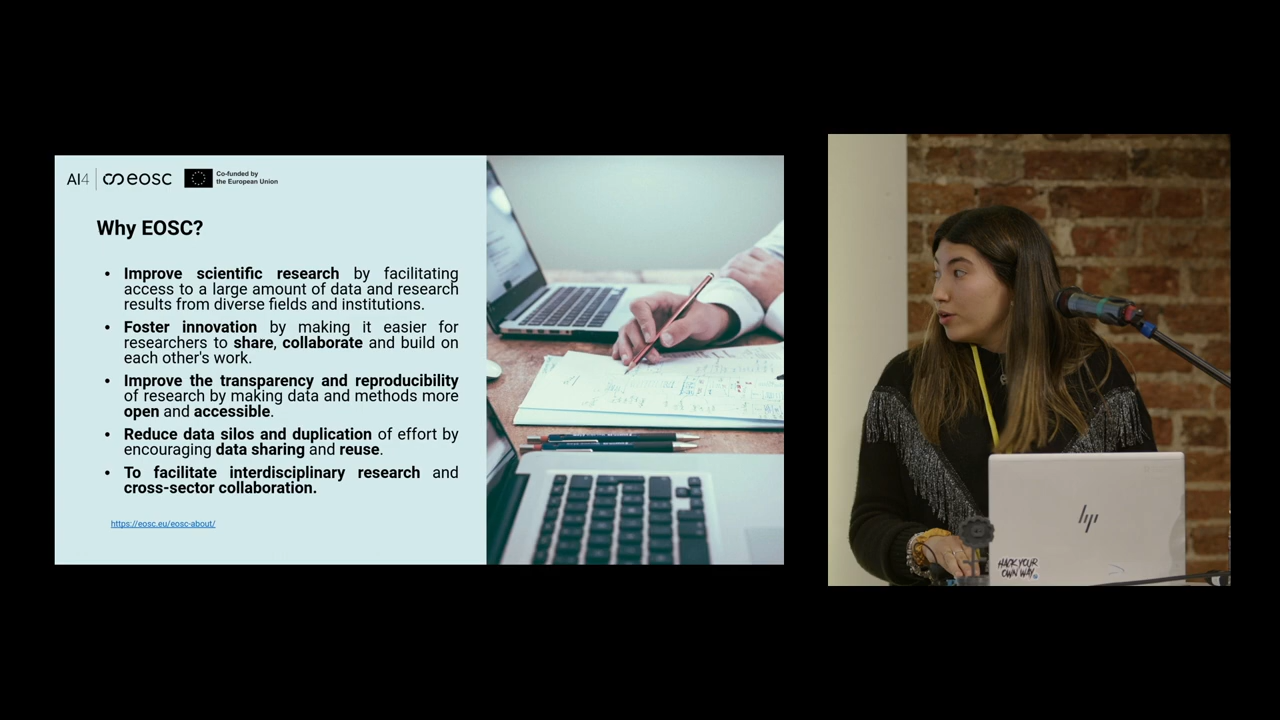 AI4 eosc
Co-funded by
the European Union
Why EOSC?
• Improve scientific research by facilitating
access to a large amount of data and research
results from diverse fields and institutions.
• Foster innovation by making it easier for
researchers to share, collaborate and build on
each other's work.
• Improve the transparency and reproducibility
of research by making data and methods more
open and accessible.
• Reduce data silos and duplication of effort by
encouraging data sharing and reuse.
• To facilitate interdisciplinary research and
cross-sector collaboration.
https://eosc.eu/eosc-about/
hp
HACK YOUR
OWN WAY.